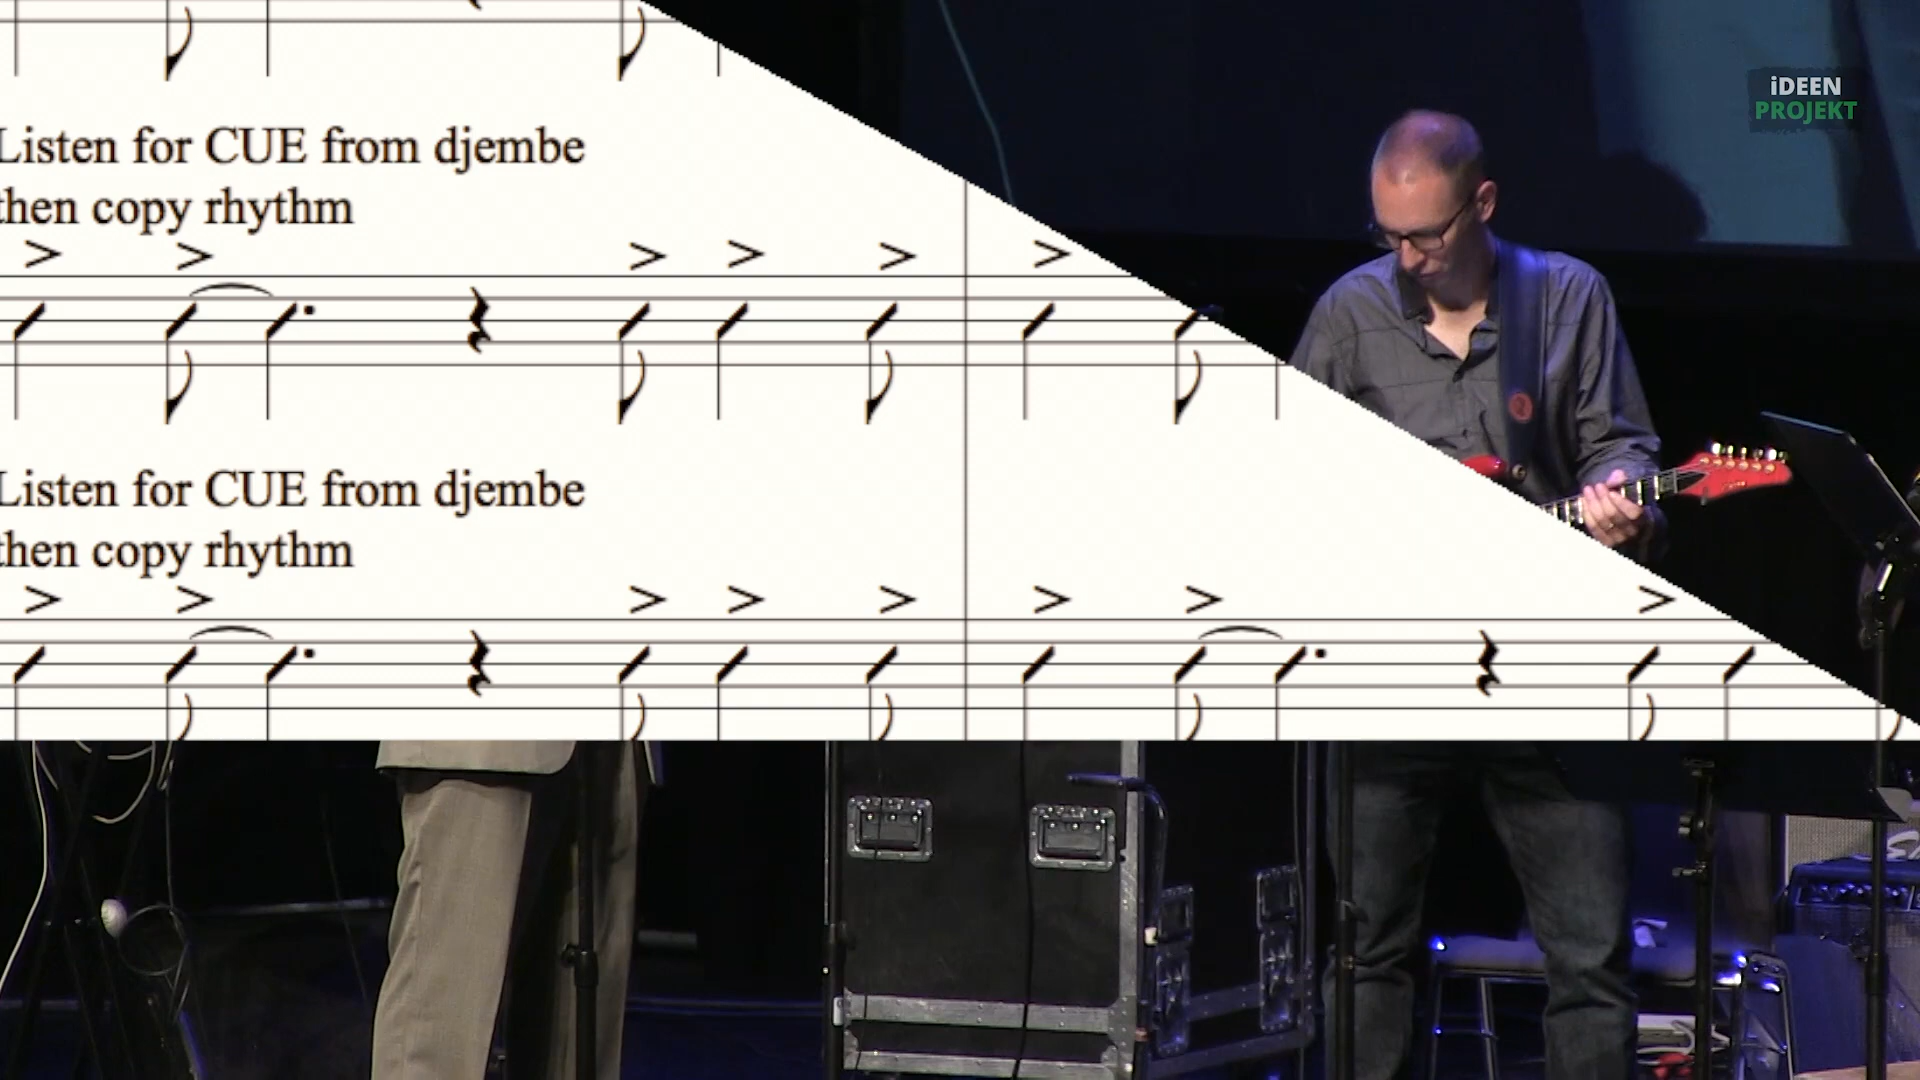 iDEEN
PROJEKT
Listen for CUE from djembe
then copy rhythm
Listen for CUE from djembe
then copy rhythm